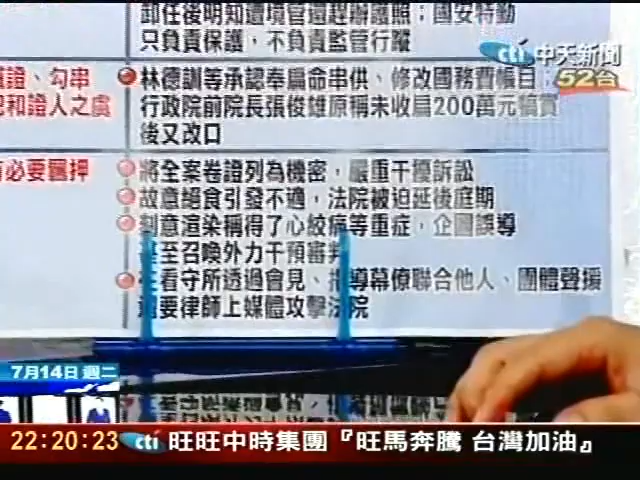 卸任後明知遭境管還趕辦護照；國安特勤
只負責保護，不負責監管行蹤
cti 中天新聞
52台
證、勾串
和證人之虞
林德訓等承認奉扁命串供、修改國務費帳目
行政院前院長張俊雄原稱未收扁200萬元犒賞
後又改口
必要羈押
將全案卷證列為機密，嚴重干擾訴訟
故意絕食引發不適，法院被迫延後庭期
刻意渲染稱得了心絞痛等重症，企圖誤導
甚至召喚外力干預審判
在看守所透過會見、指導幕僚聯合他人、團體聲援
還要律師上媒體攻擊法院
7月14日 週二
22:20:23 cti 旺旺中時集團『旺馬奔騰 台灣加油』